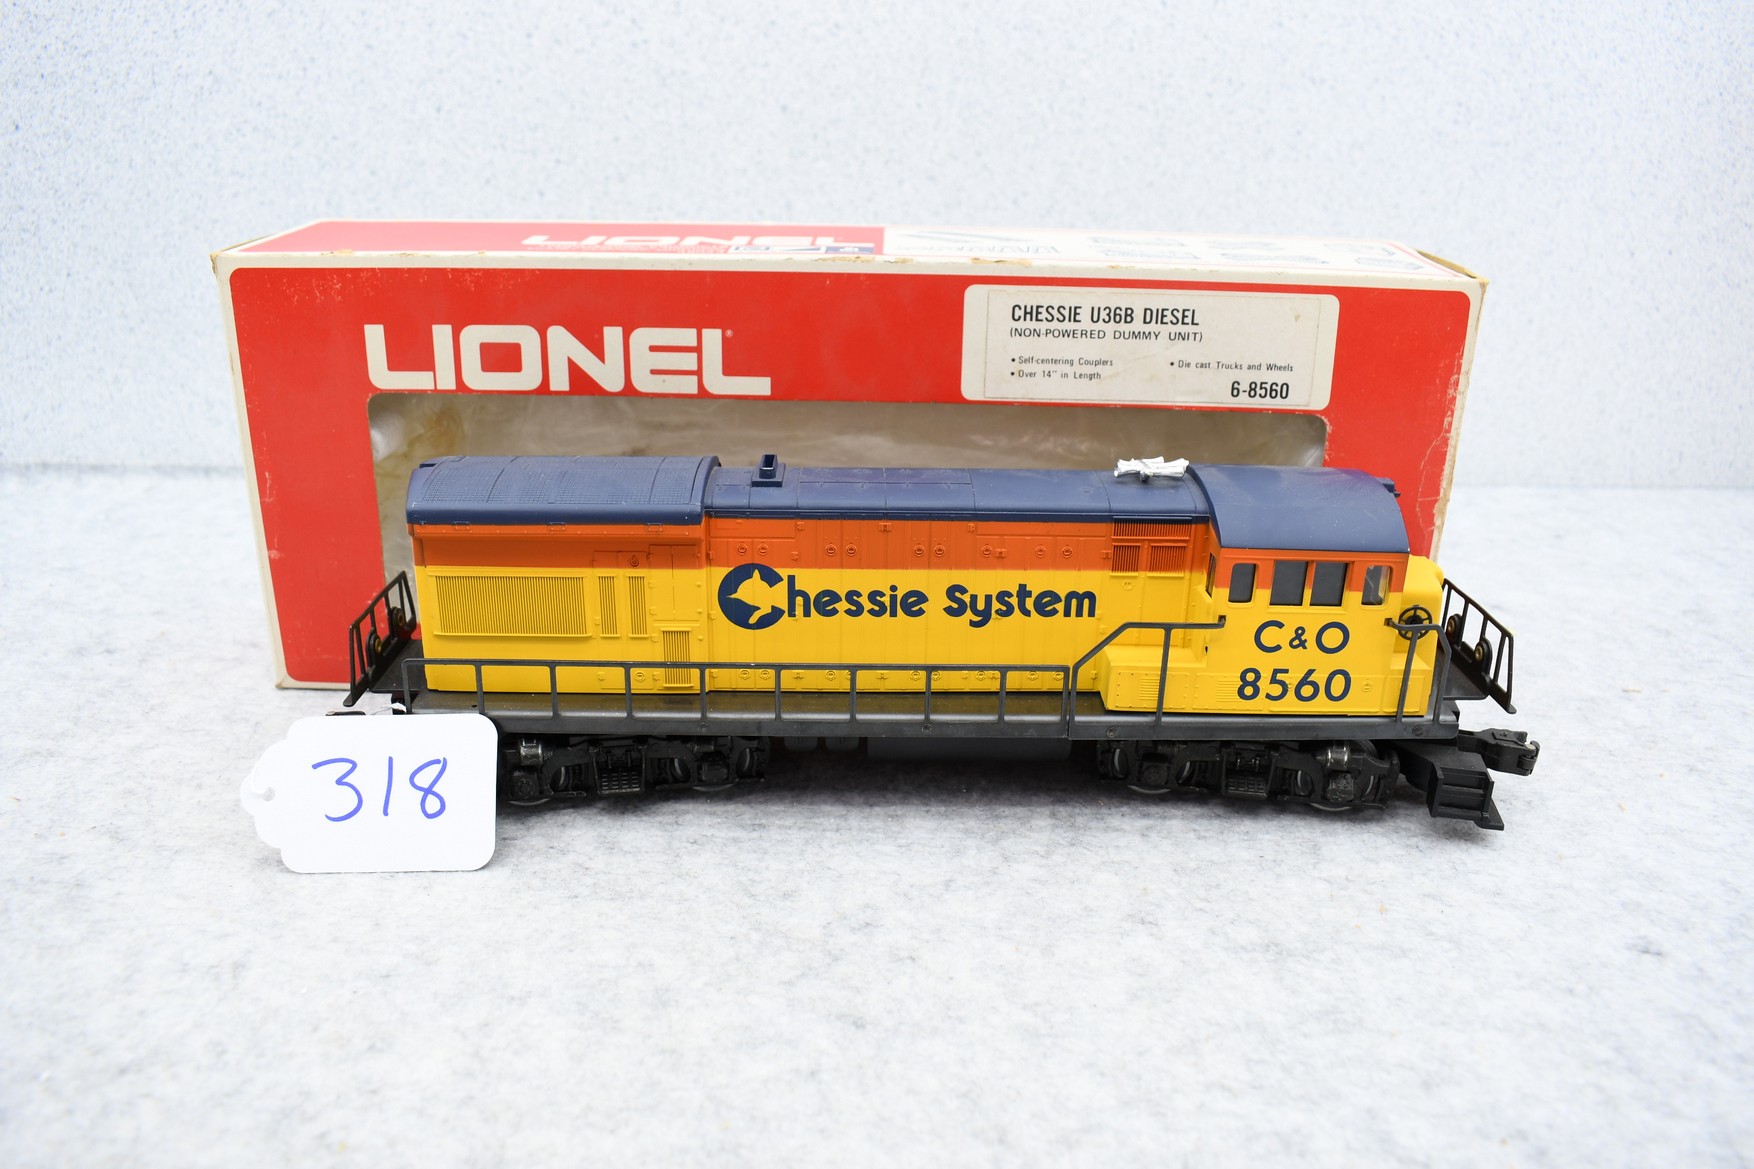 LIONEL
LIONEL
CHESSIE U36B DIESEL
(NON-POWERED DUMMY UNIT)
• Self-centering Couplers
• Die cast Trucks and Wheels
• Over 14" in Length
6-8560
Chessie System
C&O
8560
318